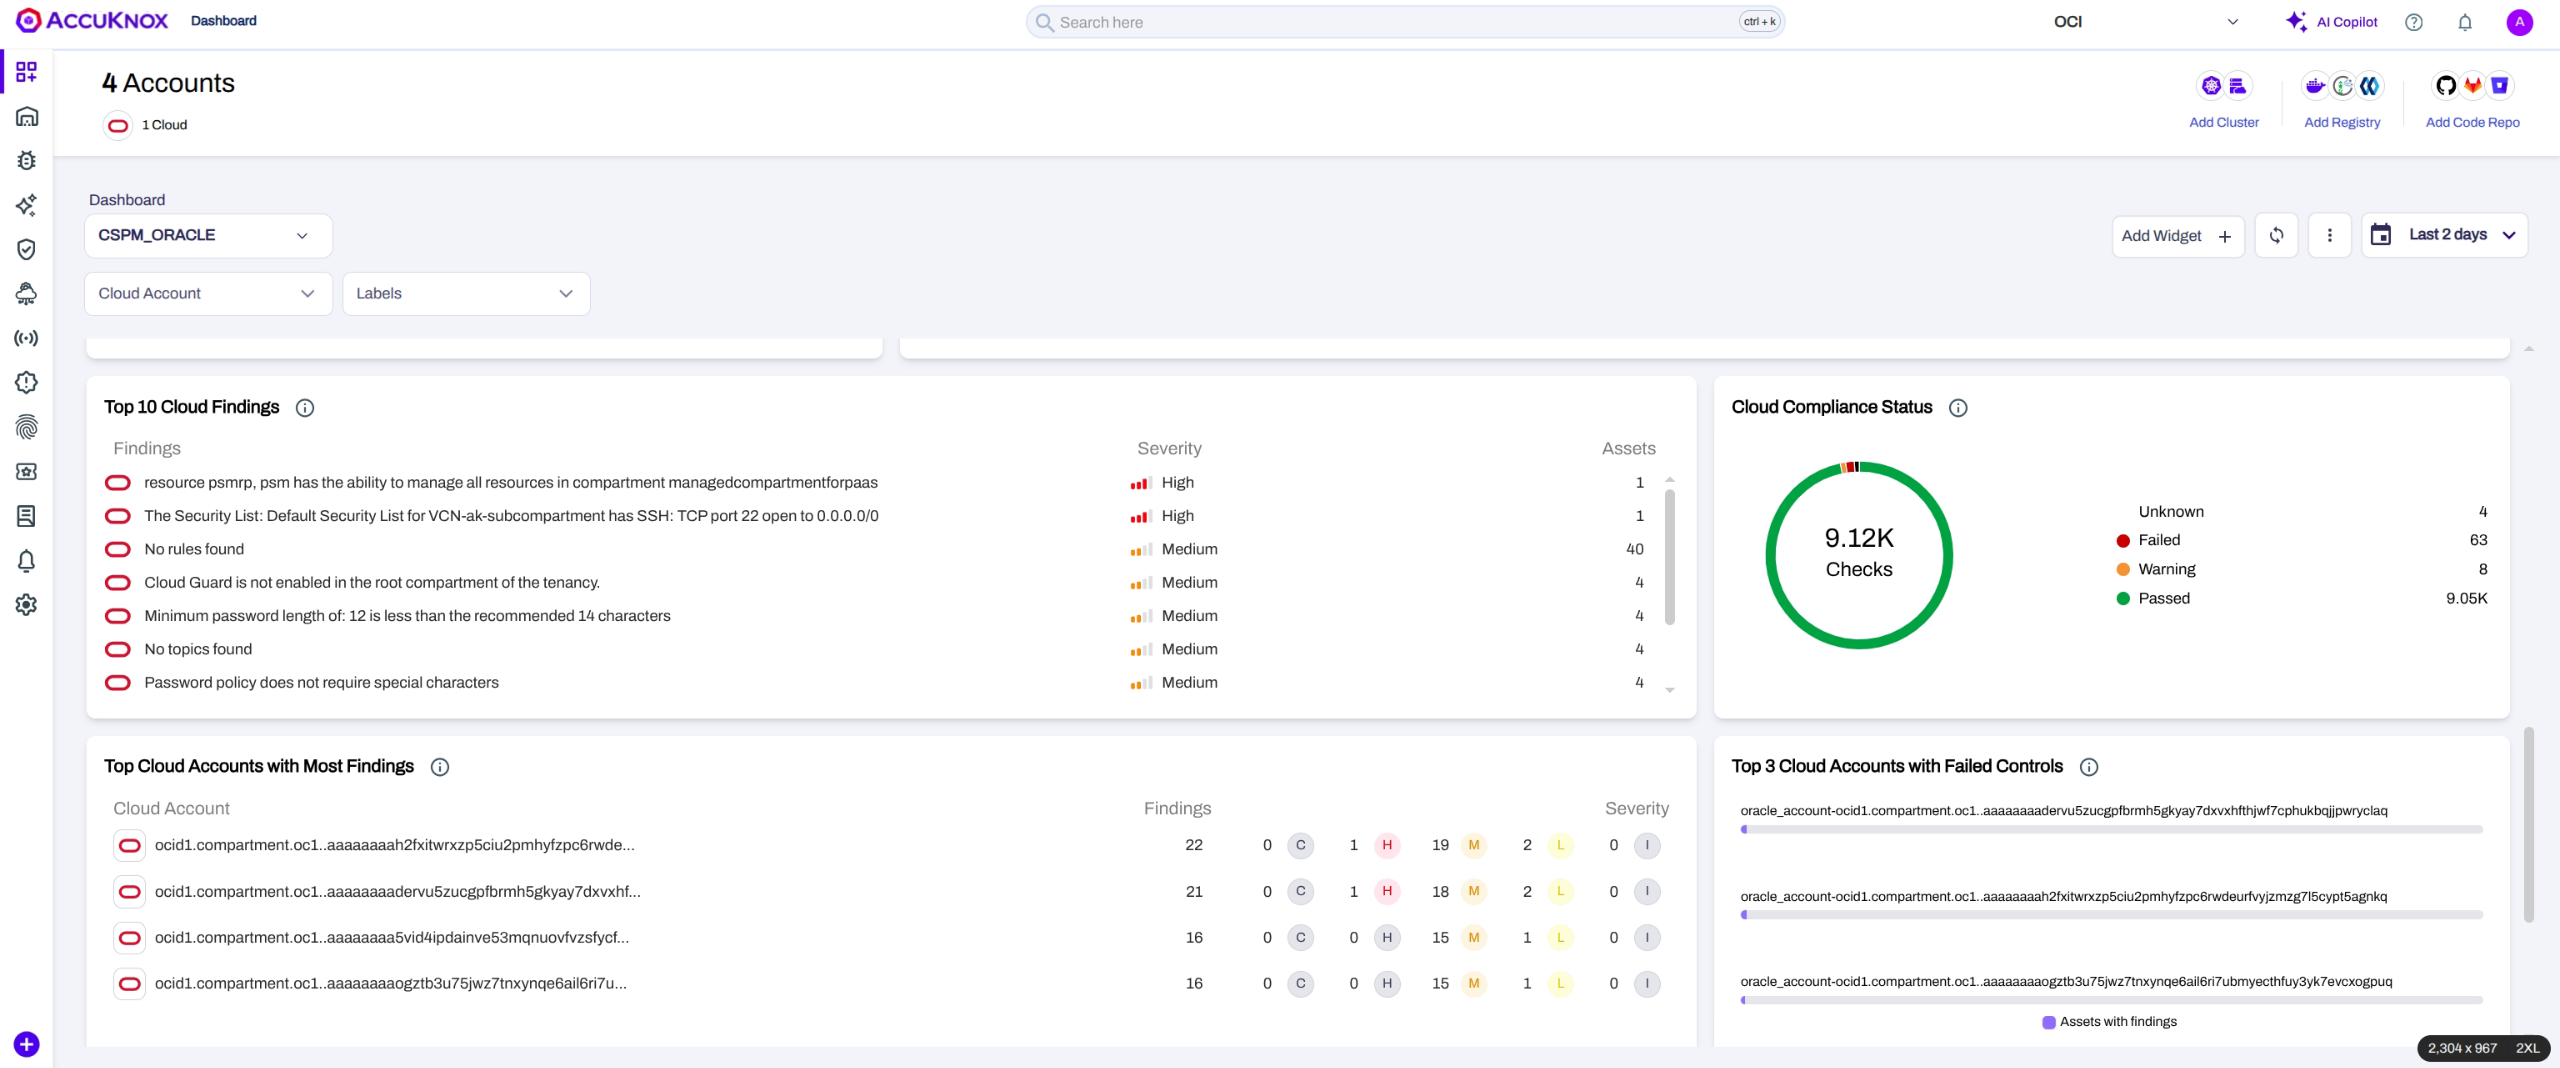 ACCUKNOX Dashboard Search here ctrl + k OCI AI Copilot A
4 Accounts
1 Cloud
Add Cluster Add Registry Add Code Repo
Dashboard
CSPM_ORACLE Add Widget Last 2 days
Cloud Account Labels
Top 10 Cloud Findings
Findings Severity Assets
resource psmrp, psm has the ability to manage all resources in compartment managedcompartmentforpaas High 1
The Security List: Default Security List for VCN-ak-subcompartment has SSH: TCP port 22 open to 0.0.0.0/0 High 1
No rules found Medium 40
Cloud Guard is not enabled in the root compartment of the tenancy. Medium 4
Minimum password length of: 12 is less than the recommended 14 characters Medium 4
No topics found Medium 4
Password policy does not require special characters Medium 4
Cloud Compliance Status
9.12K
Checks
Unknown 4
Failed 63
Warning 8
Passed 9.05K
Top Cloud Accounts with Most Findings
Cloud Account Findings Severity
ocid1.compartment.oc1..aaaaaaaah2fxitwrxzp5ciu2pmhyfzpc6rwde... 22 0 C 1 H 19 M 2 L 0 I
ocid1.compartment.oc1..aaaaaaaadervu5zucgpfbrmh5gkyay7dxvxhf... 21 0 C 1 H 18 M 2 L 0 I
ocid1.compartment.oc1..aaaaaaaa5vid4ipdainve53mqnuovfvzsfycf... 16 0 C 0 H 15 M 1 L 0 I
ocid1.compartment.oc1..aaaaaaaaogztb3u75jwz7tnxynqe6ail6ri7u... 16 0 C 0 H 15 M 1 L 0 I
Top 3 Cloud Accounts with Failed Controls
oracle_account-ocid1.compartment.oc1..aaaaaaaadervu5zucgpfbrmh5gkyay7dxvxhfthjwf7cphukbqjjpwryclaq
oracle_account-ocid1.compartment.oc1..aaaaaaaah2fxitwrxzp5ciu2pmhyfzpc6rwdeurfvyjzmzg7l5cypt5agnkq
oracle_account-ocid1.compartment.oc1..aaaaaaaaogztb3u75jwz7tnxynqe6ail6ri7ubmyecthfuy3yk7evcxogpuq
Assets with findings
2,304 x 967 2XL